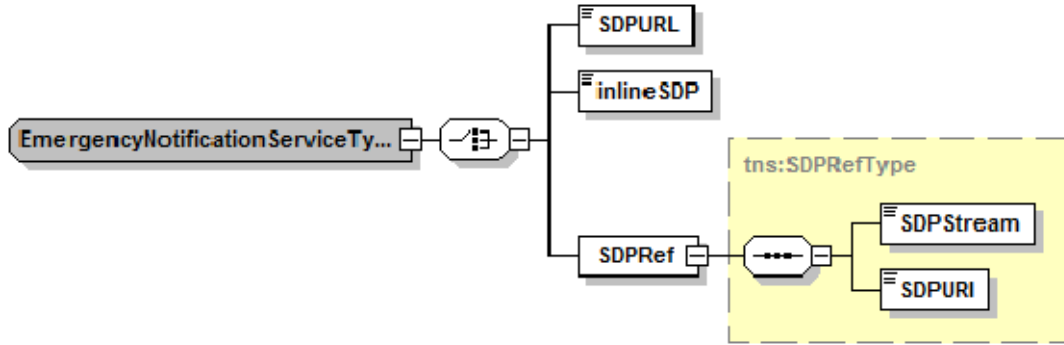 SDPURL
inlineSDP
EmergencyNotificationServiceTy...
tns:SDPRefType
SDPStream
SDPRef
SDPURI